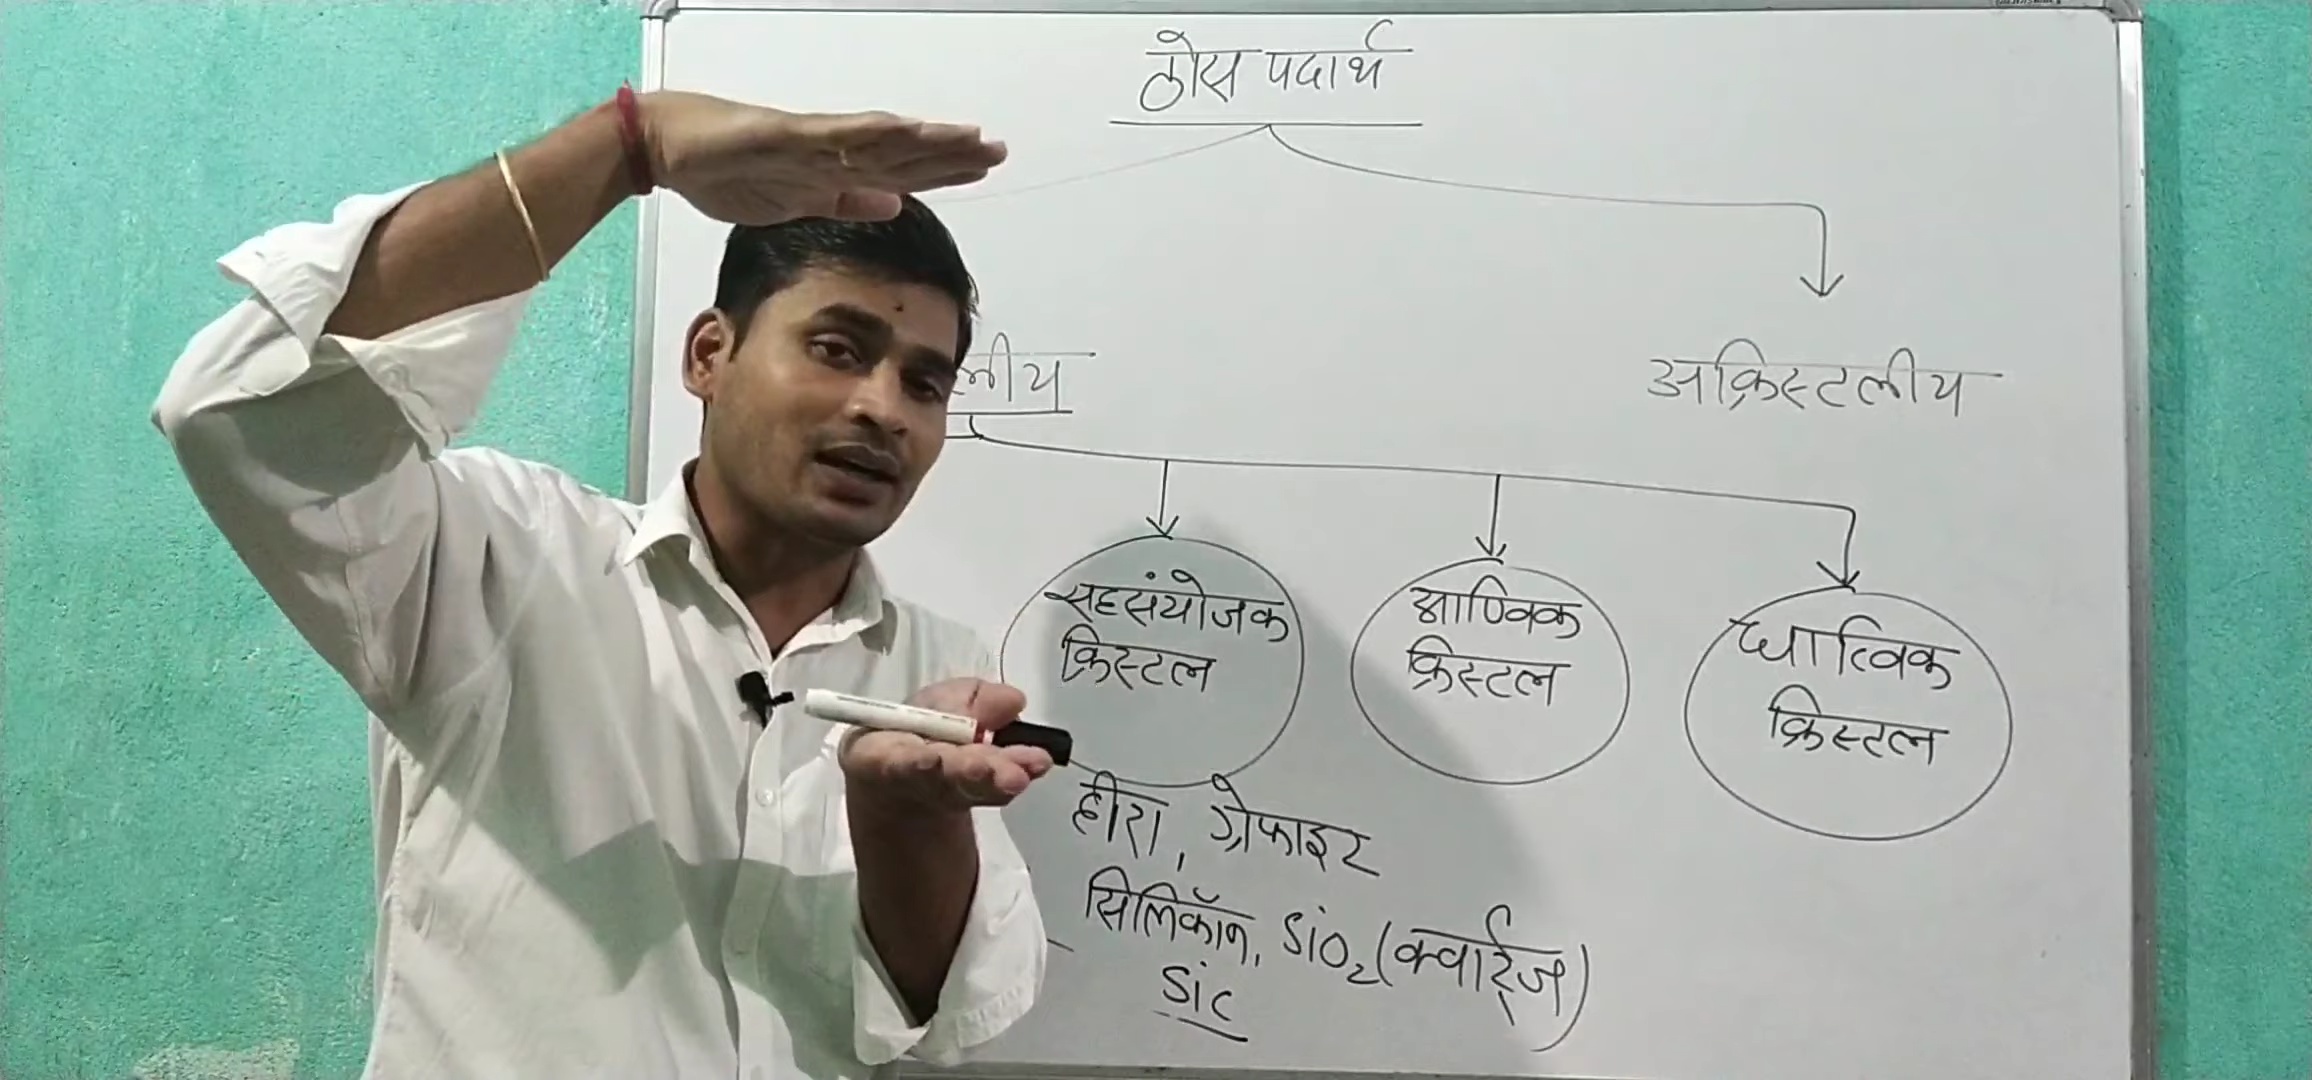 ठोस पदार्थ
लीय
अक्रिस्टलीय
सहसंयोजक
क्रिस्टल
आण्विक
क्रिस्टल
धात्विक
क्रिस्टल
हीरा, ग्रेफाइट
सिलिकॉन, SiO₂ (क्वार्ट्ज)
SiC